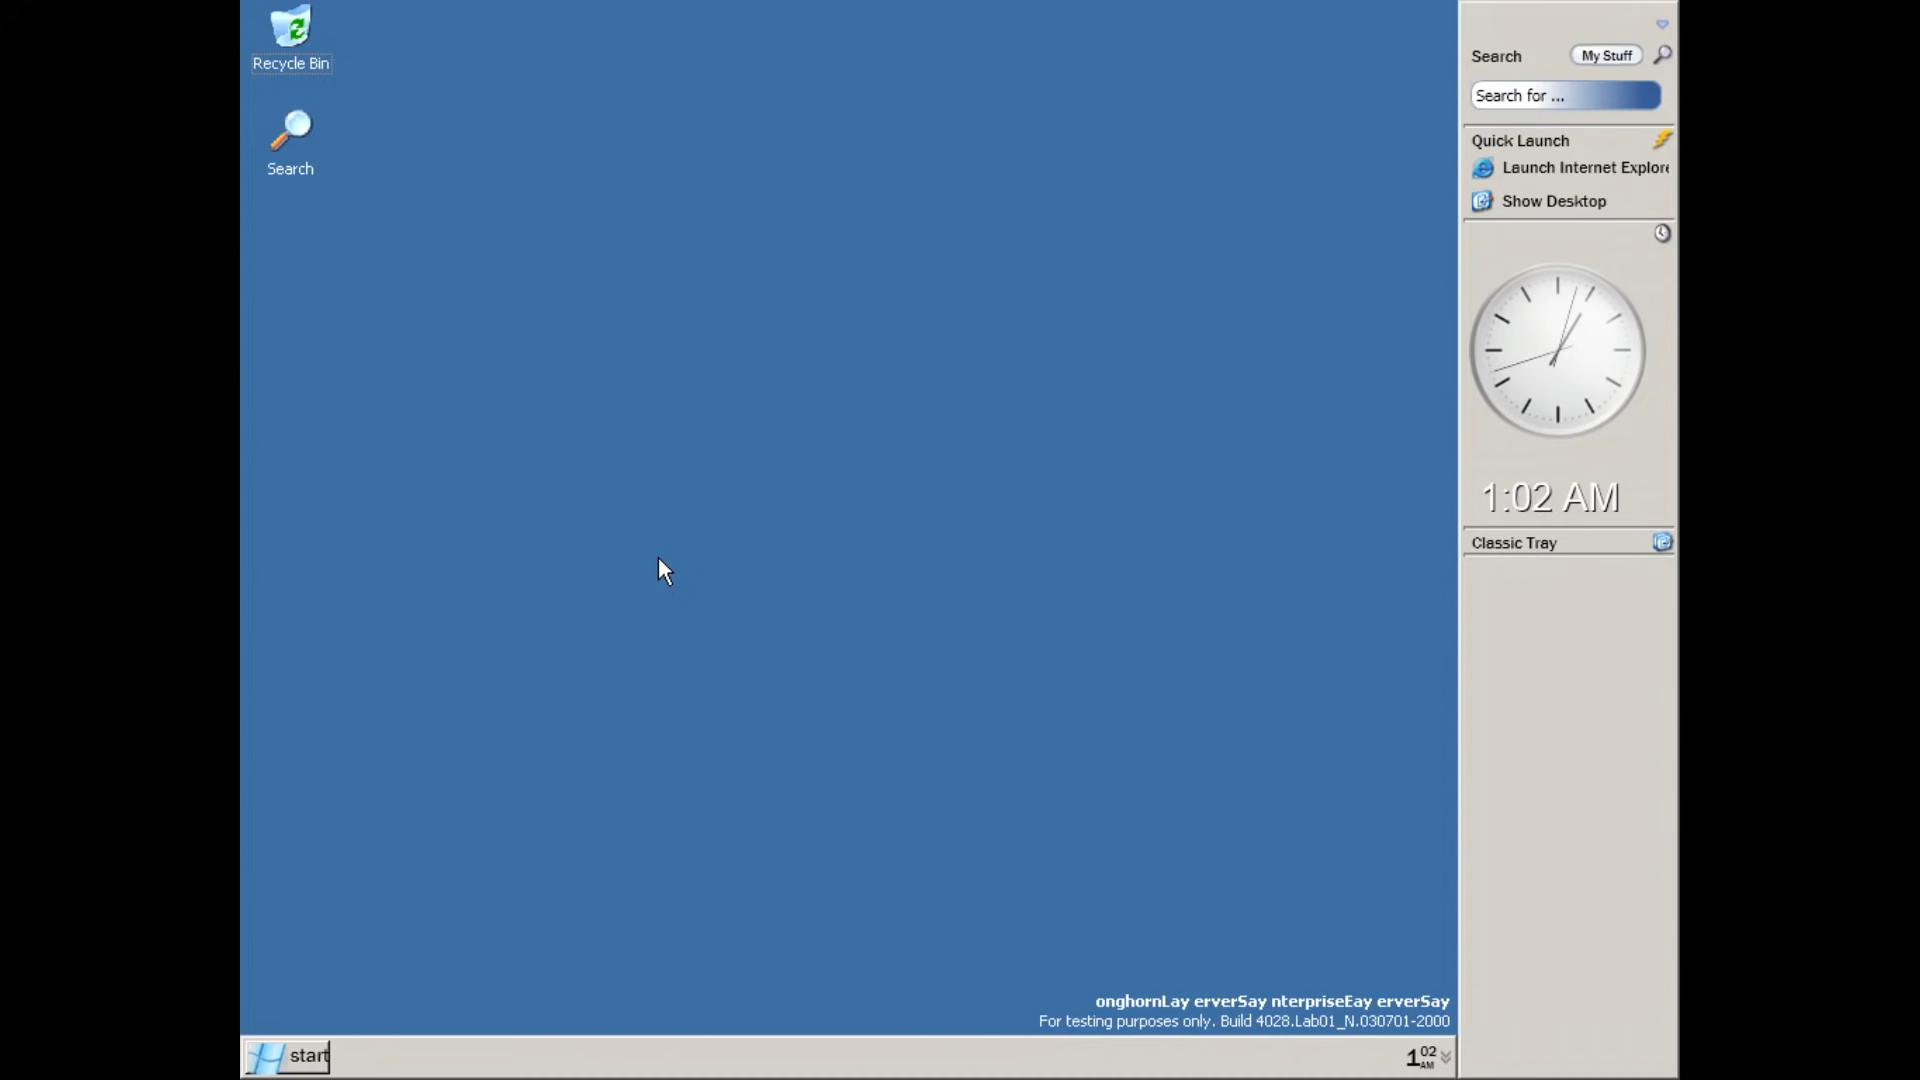 Recycle Bin
Search
Search
My Stuff
Search for ...
Quick Launch
Launch Internet Explore
Show Desktop
1:02 AM
Classic Tray
onghornLay erverSay nterpriseEay erverSay
For testing purposes only. Build 4028.Lab01_N.030701-2000
start
1 02 AM